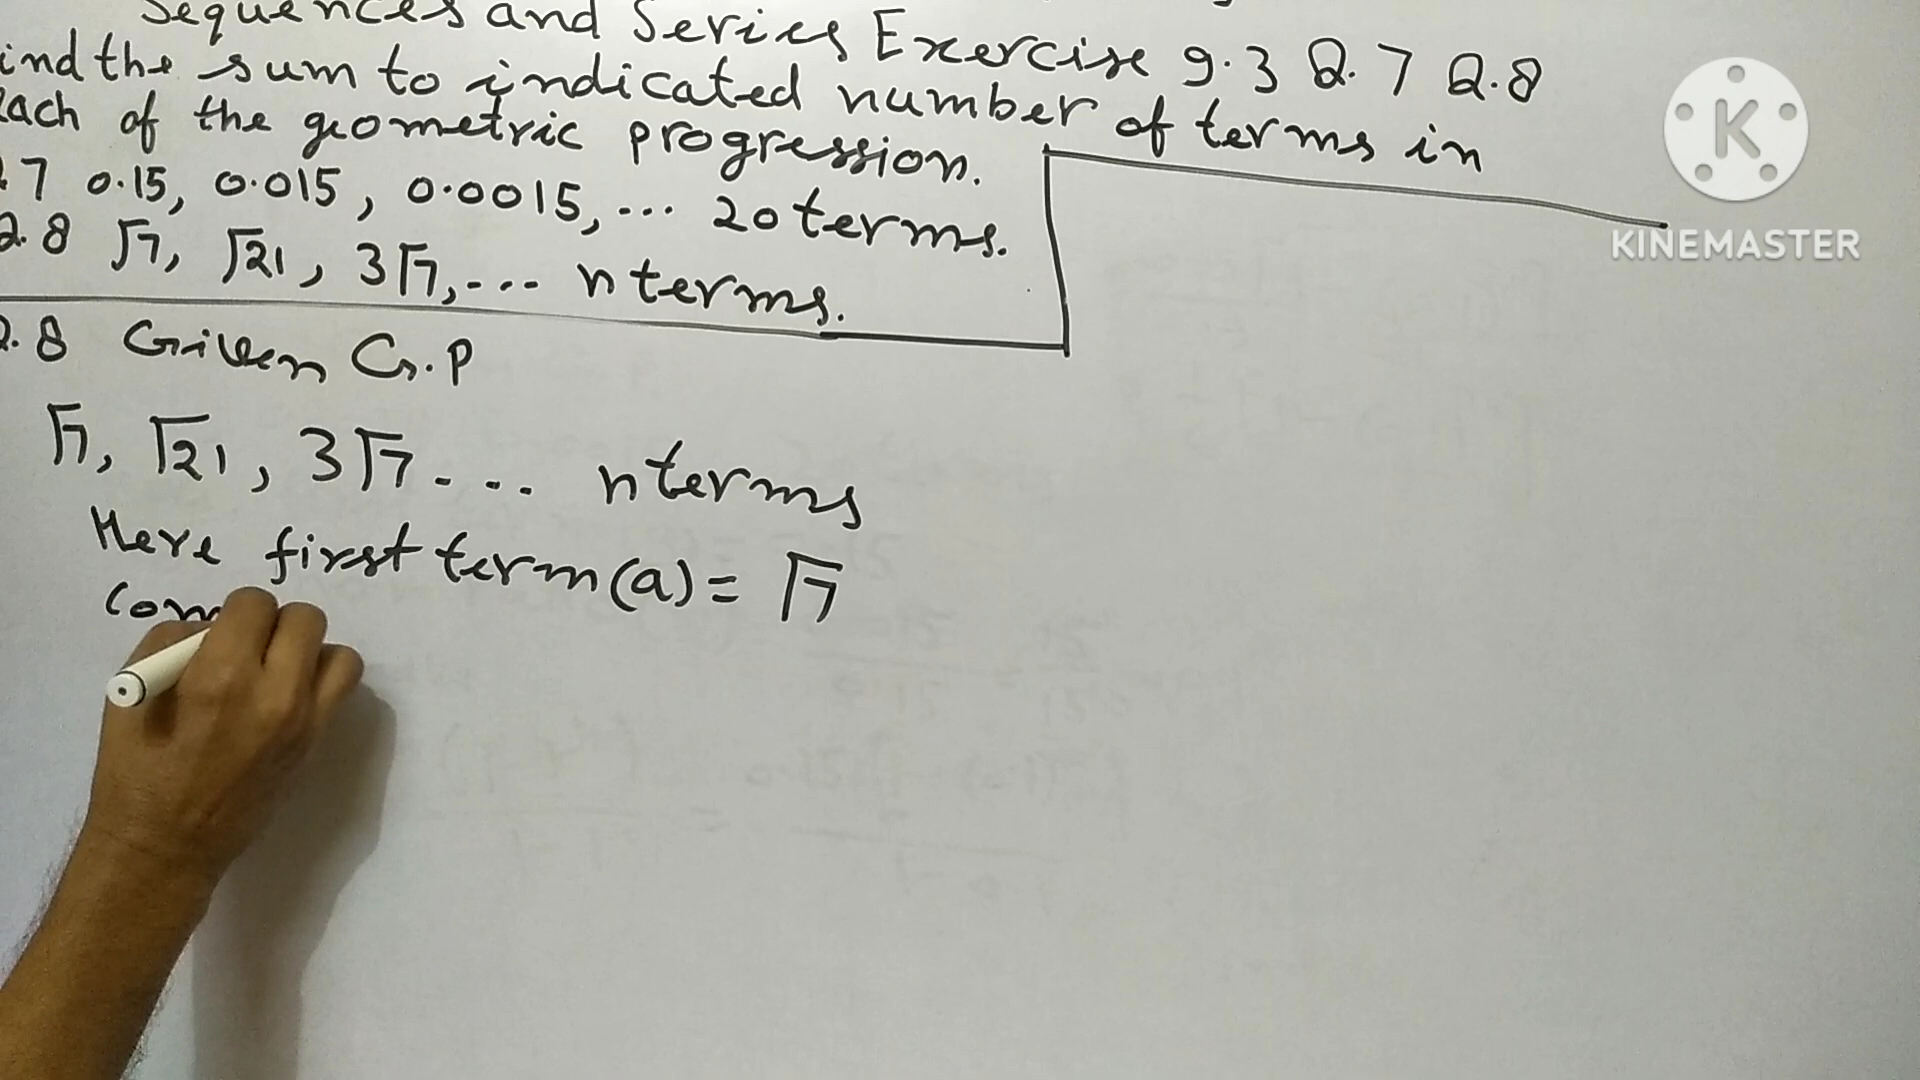 Sequences and Series Exercise 9.3 Q.7 Q.8
ind the sum to indicated number of terms in
each of the geometric progression.
.7 0.15, 0.015, 0.0015, ... 20 terms.
Q.8 √7, √21, 3√7, ... n terms.
Q.8 Given G.P
√7, √21, 3√7 ... n terms
Here first term (a) = √7
Com
K
KINEMASTER